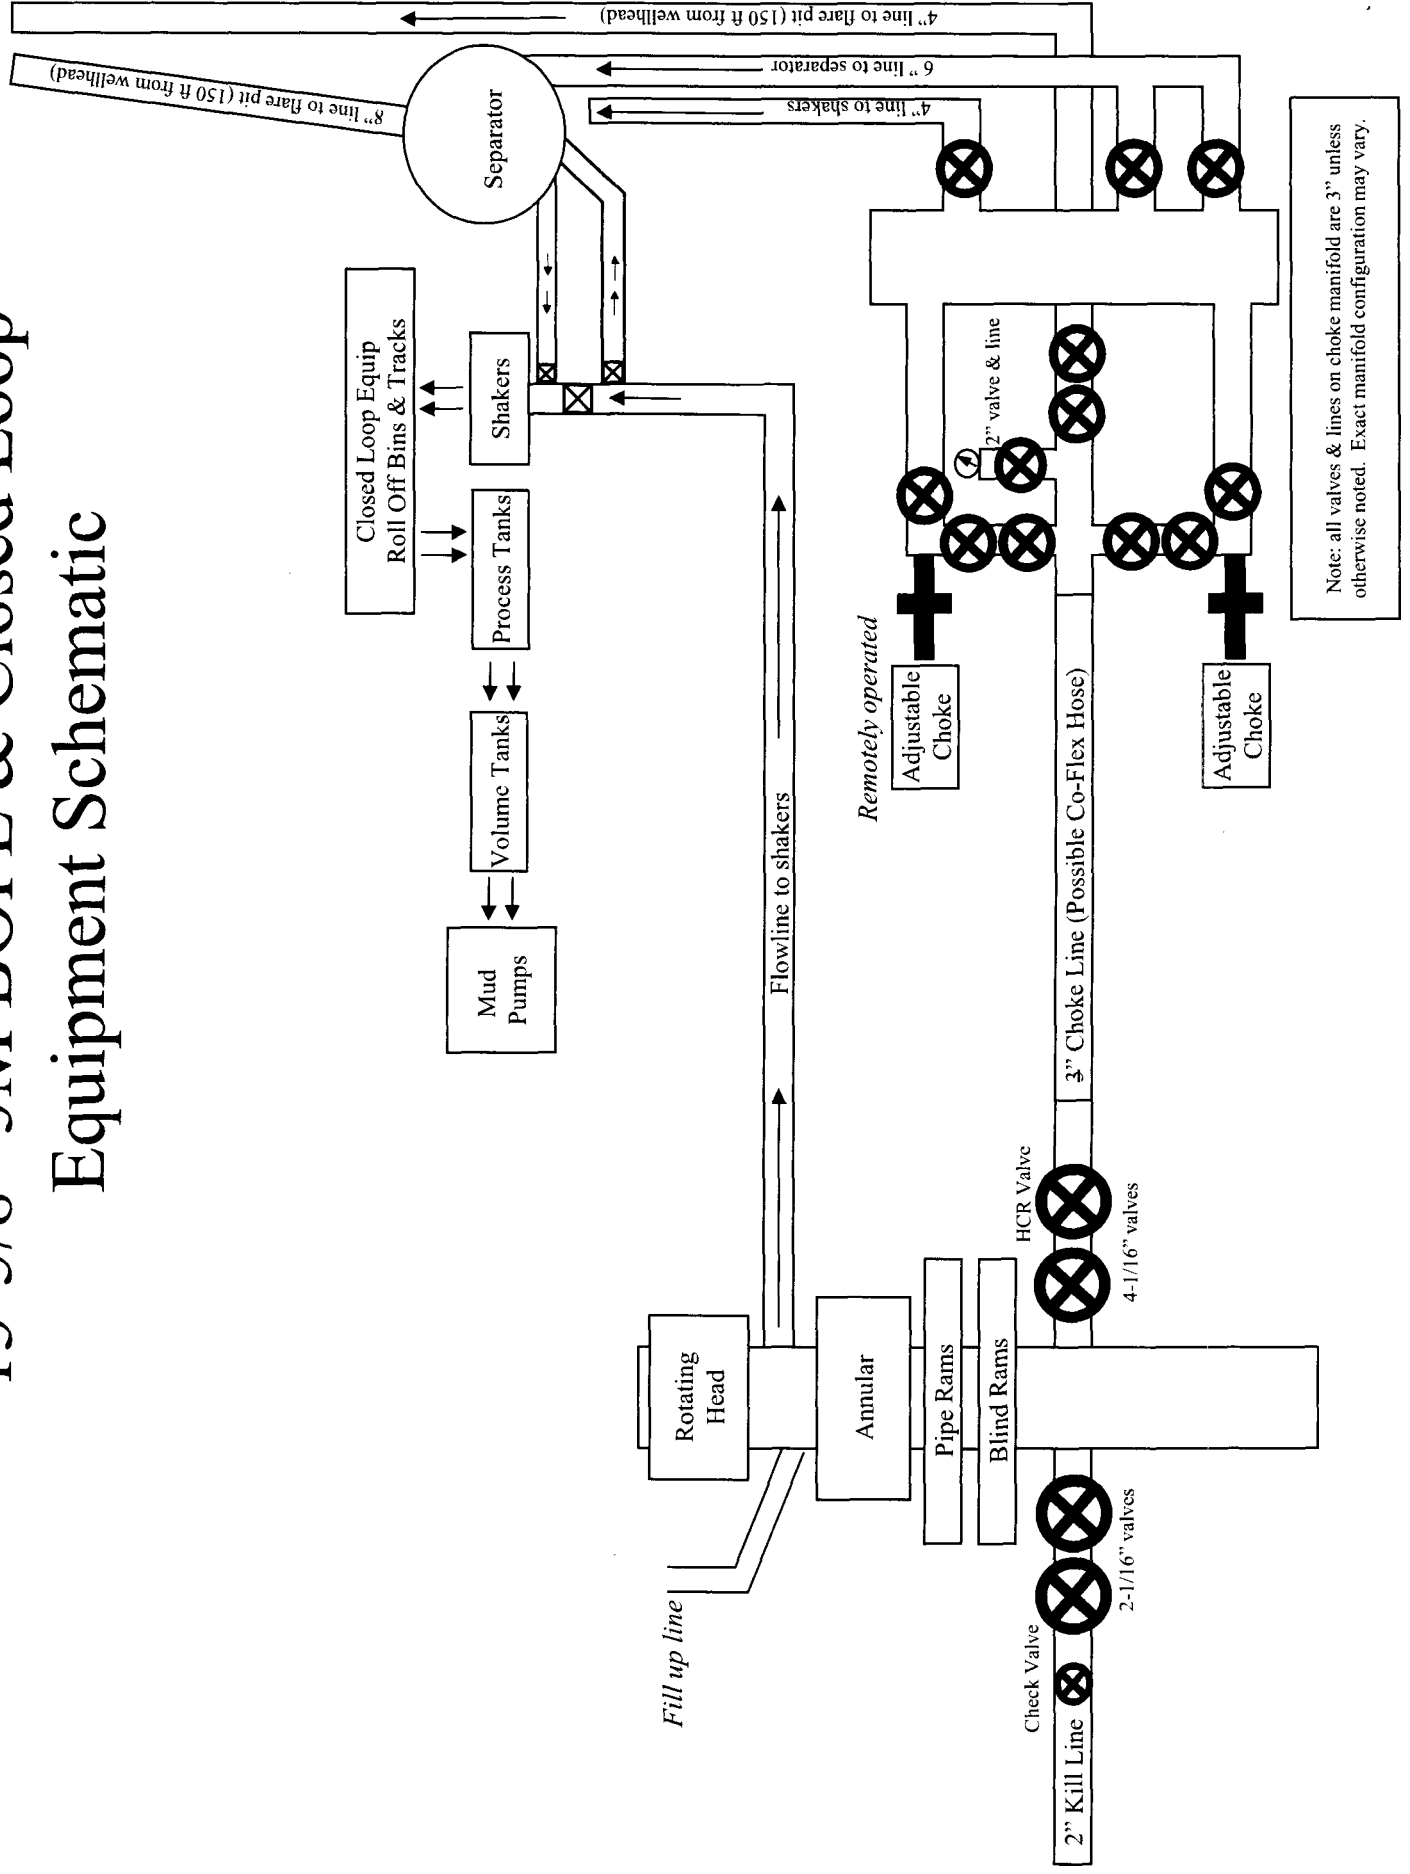 BOPE & Closed Loop
Equipment Schematic
4” line to flare pit (150 ft from wellhead)
8” line to flare pit (150 ft from wellhead)
6” line to separator
4” line to shakers
Separator
Closed Loop Equip
Roll Off Bins & Tracks
Shakers
Process Tanks
Volume Tanks
Mud
Pumps
Flowline to shakers
Rotating
Head
Fill up line
Annular
Pipe Rams
Blind Rams
Remotely operated
Adjustable
Choke
2” valve & line
HCR Valve
4-1/16” valves
3” Choke Line (Possible Co-Flex Hose)
Check Valve
2-1/16” valves
2” Kill Line
Adjustable
Choke
Note: all valves & lines on choke manifold are 3” unless
otherwise noted. Exact manifold configuration may vary.